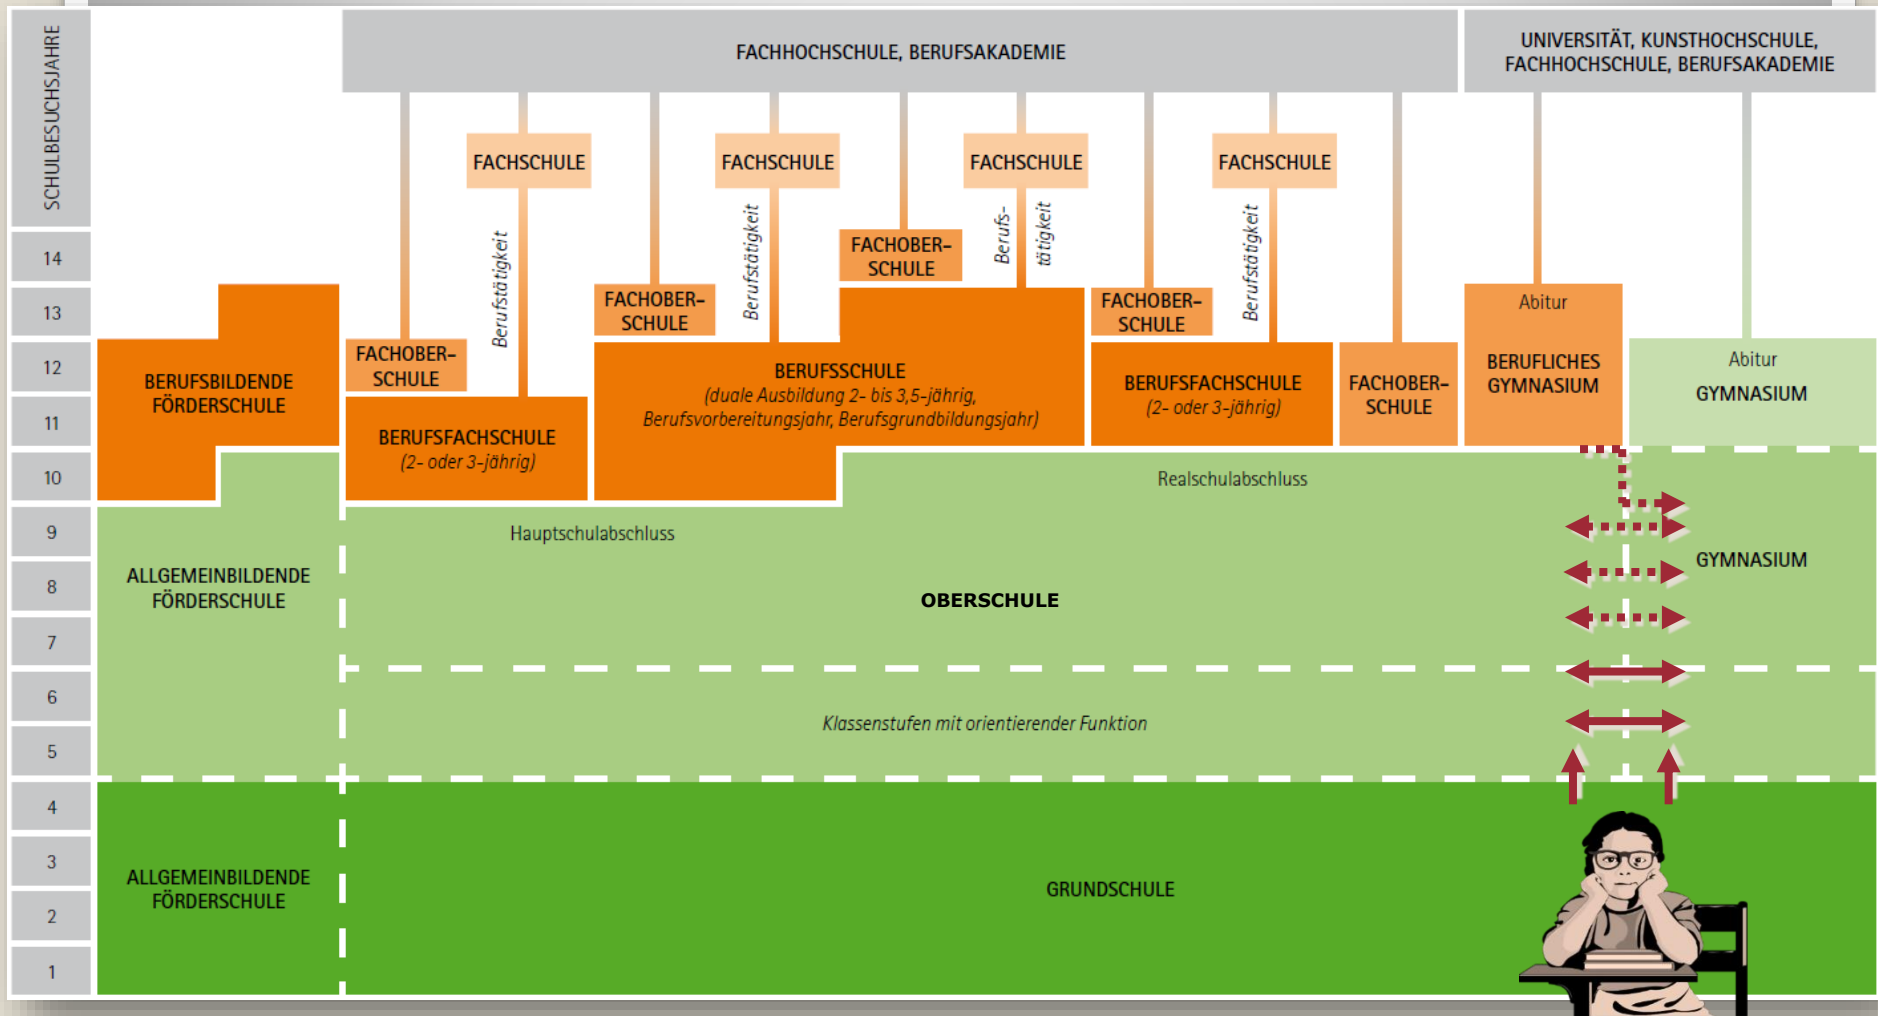 SCHULBESUCHSJAHRE
FACHHOCHSCHULE, BERUFSAKADEMIE
UNIVERSITÄT, KUNSTHOCHSCHULE,
FACHHOCHSCHULE, BERUFSAKADEMIE
FACHSCHULE
FACHSCHULE
FACHSCHULE
FACHSCHULE
Berufstätigkeit
Berufstätigkeit
Berufs-
tätigkeit
Berufstätigkeit
14
FACHOBER-
SCHULE
13
FACHOBER-
SCHULE
FACHOBER-
SCHULE
Abitur
12
BERUFSBILDENDE
FÖRDERSCHULE
FACHOBER-
SCHULE
BERUFSSCHULE
(duale Ausbildung 2- bis 3,5-jährig,
Berufsvorbereitungsjahr, Berufsgrundbildungsjahr)
BERUFSFACHSCHULE
(2- oder 3-jährig)
FACHOBER-
SCHULE
BERUFLICHES
GYMNASIUM
Abitur
GYMNASIUM
11
BERUFSFACHSCHULE
(2- oder 3-jährig)
10
Realschulabschluss
9
Hauptschulabschluss
ALLGEMEINBILDENDE
FÖRDERSCHULE
GYMNASIUM
8
OBERSCHULE
7
6
Klassenstufen mit orientierender Funktion
5
4
3
ALLGEMEINBILDENDE
FÖRDERSCHULE
GRUNDSCHULE
2
1